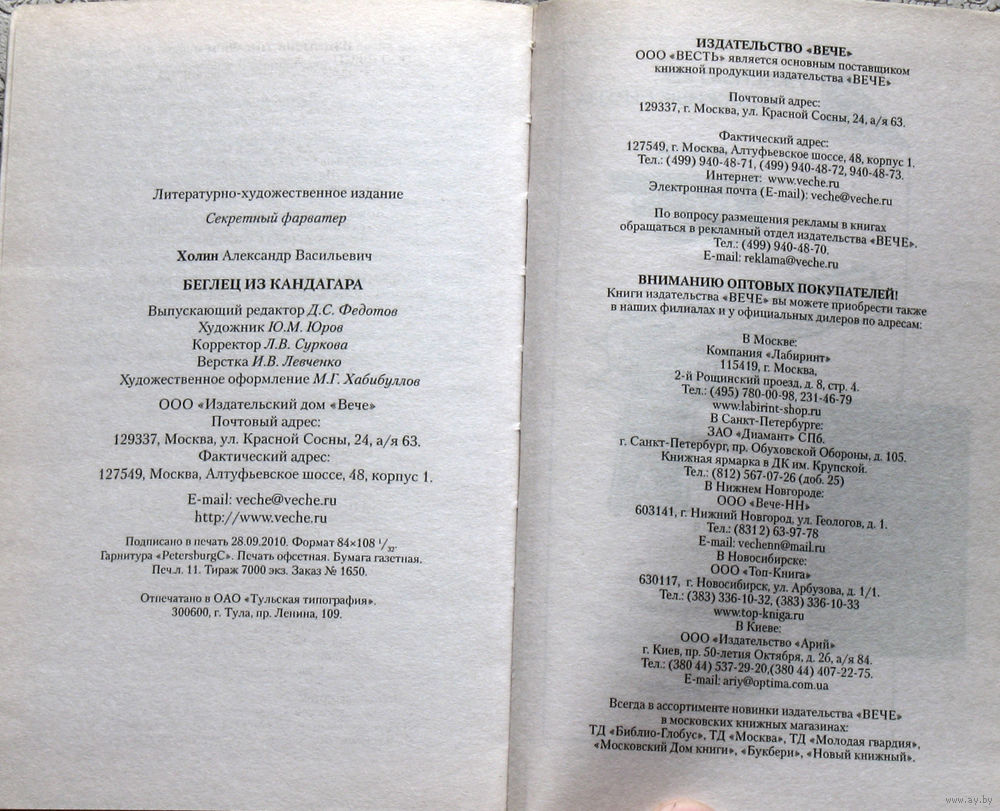 Литературно-художественное издание
Секретный фарватер
Холин Александр Васильевич
БЕГЛЕЦ ИЗ КАНДАГАРА
Выпускающий редактор Д.С. Федотов
Художник Ю.М. Юров
Корректор Л.В. Суркова
Верстка И.В. Левченко
Художественное оформление М.Г. Хабибуллов
ООО «Издательский дом «Вече»
Почтовый адрес:
129337, Москва, ул. Красной Сосны, 24, а/я 63.
Фактический адрес:
127549, Москва, Алтуфьевское шоссе, 48, корпус 1.
E-mail: veche@veche.ru
http://www.veche.ru
Подписано в печать 28.09.2010. Формат 84×108 1/32.
Гарнитура «PetersburgC». Печать офсетная. Бумага газетная.
Печ.л. 11. Тираж 7000 экз. Заказ № 1650.
Отпечатано в ОАО «Тульская типография».
300600, г. Тула, пр. Ленина, 109.
ИЗДАТЕЛЬСТВО «ВЕЧЕ»
ООО «ВЕСТЬ» является основным поставщиком
книжной продукции издательства «ВЕЧЕ»
Почтовый адрес:
129337, г. Москва, ул. Красной Сосны, 24, а/я 63.
Фактический адрес:
127549, г. Москва, Алтуфьевское шоссе, 48, корпус 1.
Тел.: (499) 940-48-71, (499) 940-48-72, 940-48-73.
Интернет: www.veche.ru
Электронная почта (E-mail): veche@veche.ru
По вопросу размещения рекламы в книгах
обращаться в рекламный отдел издательства «ВЕЧЕ».
Тел.: (499) 940-48-70.
E-mail: reklama@veche.ru
ВНИМАНИЮ ОПТОВЫХ ПОКУПАТЕЛЕЙ!
Книги издательства «ВЕЧЕ» вы можете приобрести также
в наших филиалах и у официальных дилеров по адресам:
В Москве:
Компания «Лабиринт»
115419, г. Москва,
2-й Рощинский проезд, д. 8, стр. 4.
Тел.: (495) 780-00-98, 231-46-79
www.labirint-shop.ru
В Санкт-Петербурге:
ЗАО «Диамант» СПб.
г. Санкт-Петербург, пр. Обуховской Обороны, д. 105.
Книжная ярмарка в ДК им. Крупской.
Тел.: (812) 567-07-26 (доб. 25)
В Нижнем Новгороде:
ООО «Вече-НН»
603141, г. Нижний Новгород, ул. Геологов, д. 1.
Тел.: (831 2) 63-97-78
E-mail: vechenn@mail.ru
В Новосибирске:
ООО «Топ-Книга»
630117, г. Новосибирск, ул. Арбузова, д. 1/1.
Тел.: (383) 336-10-32, (383) 336-10-33
www.top-kniga.ru
В Киеве:
ООО «Издательство «Арий»
г. Киев, пр. 50-летия Октября, д. 26, а/я 84.
Тел.: (380 44) 537-29-20,(380 44) 407-22-75.
E-mail: ariy@optima.com.ua
Всегда в ассортименте новинки издательства «ВЕЧЕ»
в московских книжных магазинах:
ТД «Библио-Глобус», ТД «Москва», ТД «Молодая гвардия»,
«Московский Дом книги», «Букбери», «Новый книжный».
www.ay.by